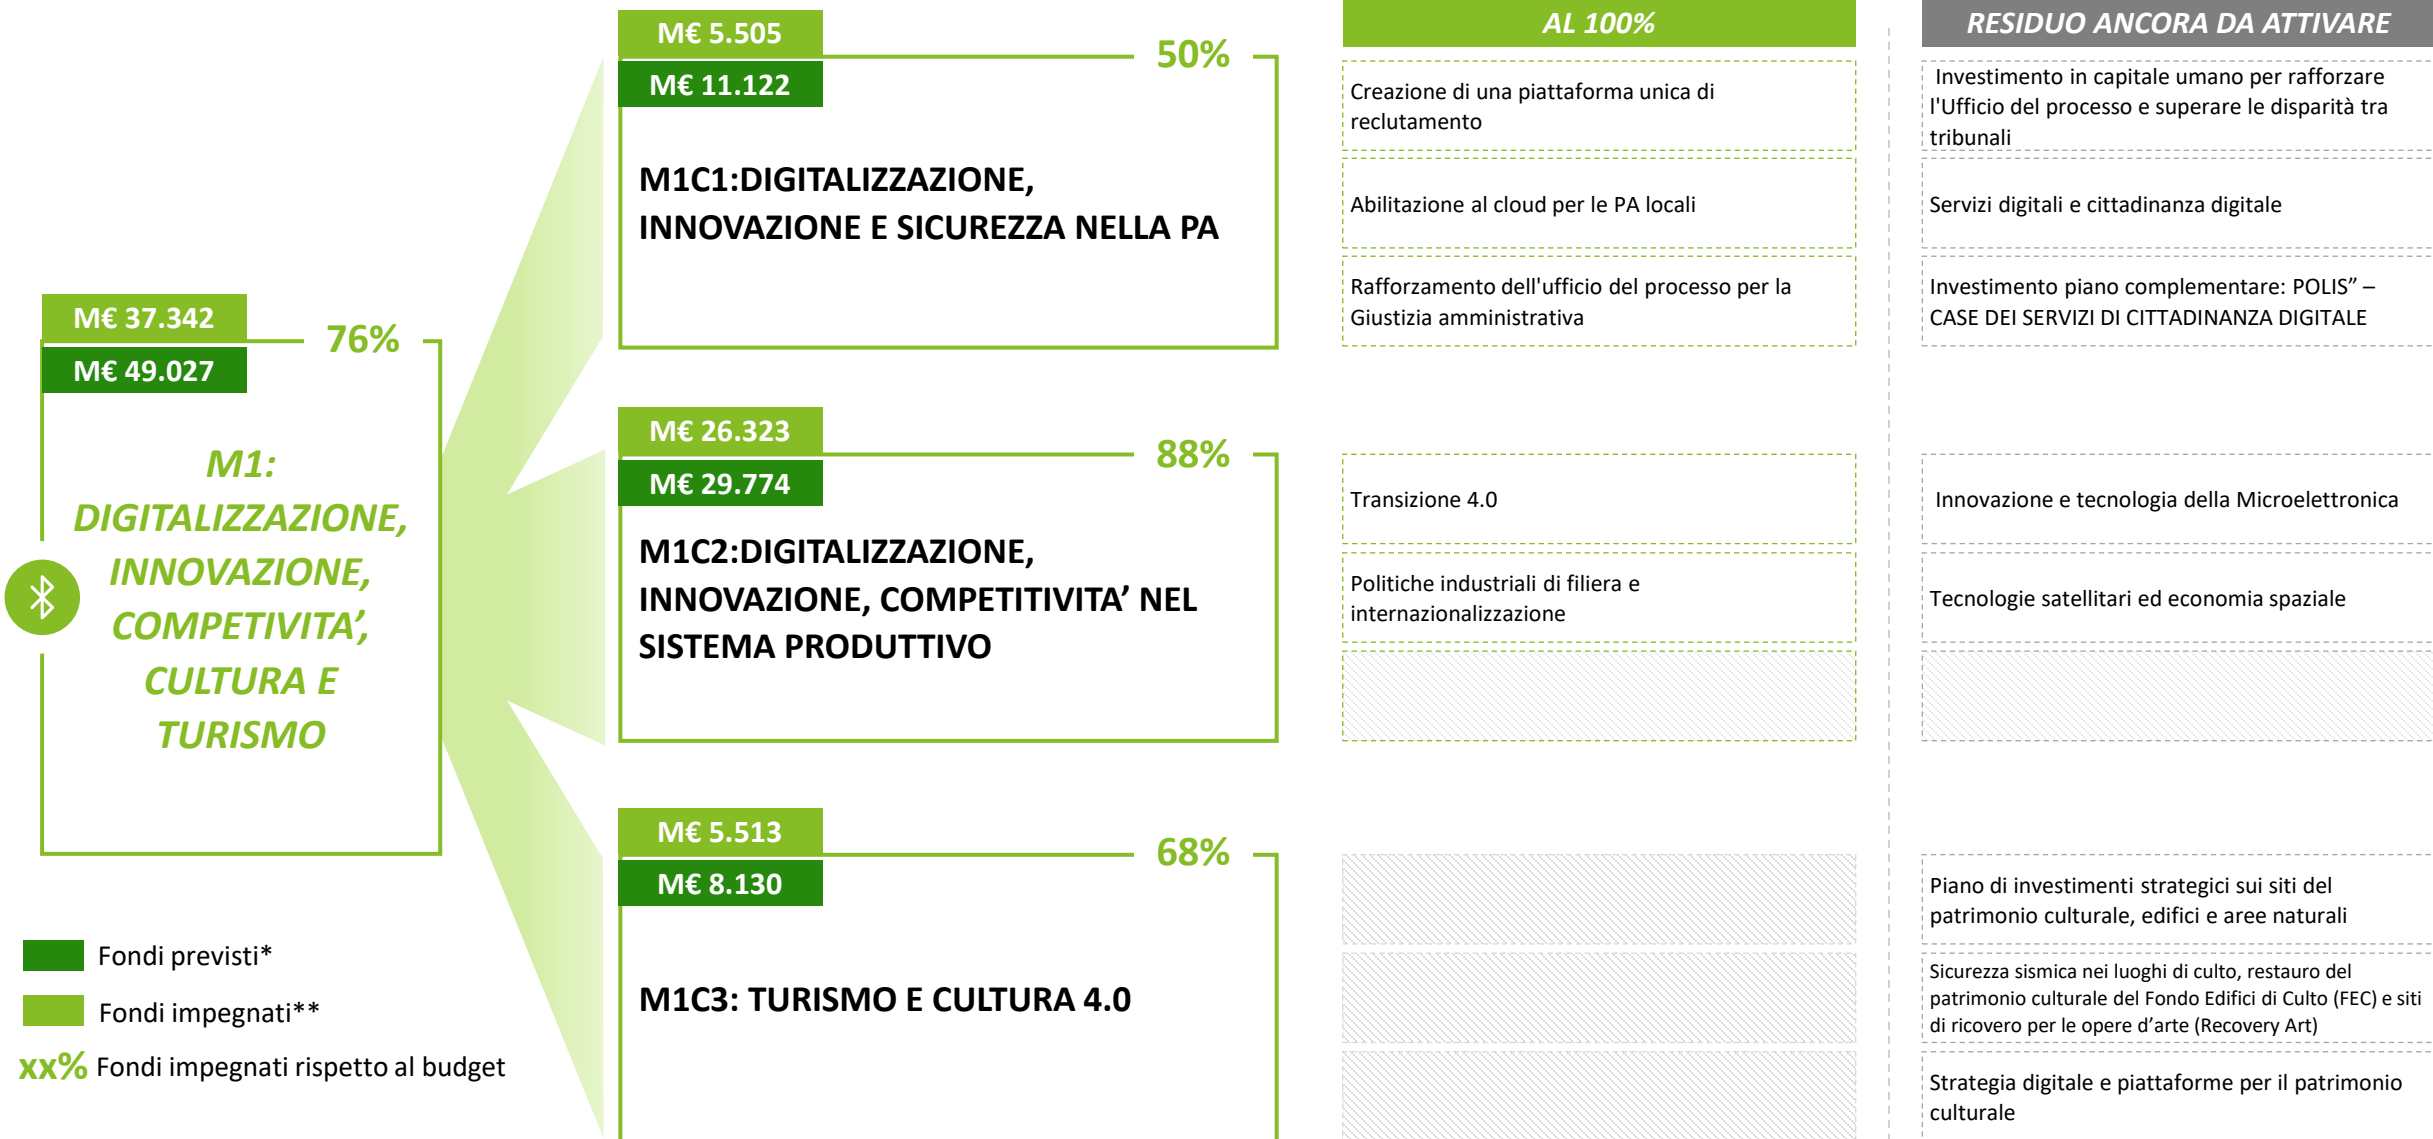 M€ 37.342
M€ 49.027
76%
M1:
DIGITALIZZAZIONE,
INNOVAZIONE,
COMPETIVITA’,
CULTURA E
TURISMO
Fondi previsti*
Fondi impegnati**
xx% Fondi impegnati rispetto al budget
M€ 5.505
M€ 11.122
50%
M1C1:DIGITALIZZAZIONE,
INNOVAZIONE E SICUREZZA NELLA PA
M€ 26.323
M€ 29.774
88%
M1C2:DIGITALIZZAZIONE,
INNOVAZIONE, COMPETITIVITA’ NEL
SISTEMA PRODUTTIVO
M€ 5.513
M€ 8.130
68%
M1C3: TURISMO E CULTURA 4.0
AL 100%
Creazione di una piattaforma unica di
reclutamento
Abilitazione al cloud per le PA locali
Rafforzamento dell'ufficio del processo per la
Giustizia amministrativa
Transizione 4.0
Politiche industriali di filiera e
internazionalizzazione
RESIDUO ANCORA DA ATTIVARE
Investimento in capitale umano per rafforzare
l'Ufficio del processo e superare le disparità tra
tribunali
Servizi digitali e cittadinanza digitale
Investimento piano complementare: POLIS” –
CASE DEI SERVIZI DI CITTADINANZA DIGITALE
Innovazione e tecnologia della Microelettronica
Tecnologie satellitari ed economia spaziale
Piano di investimenti strategici sui siti del
patrimonio culturale, edifici e aree naturali
Sicurezza sismica nei luoghi di culto, restauro del
patrimonio culturale del Fondo Edifici di Culto (FEC) e siti
di ricovero per le opere d’arte (Recovery Art)
Strategia digitale e piattaforme per il patrimonio
culturale